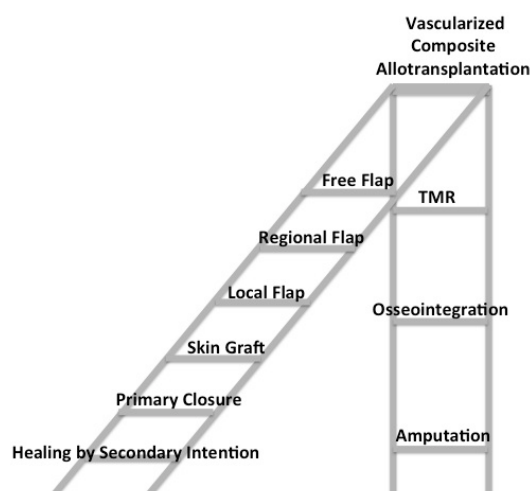 Vascularized
Composite
Allotransplantation
Free Flap
TMR
Regional Flap
Local Flap
Osseointegration
Skin Graft
Primary Closure
Amputation
Healing by Secondary Intention